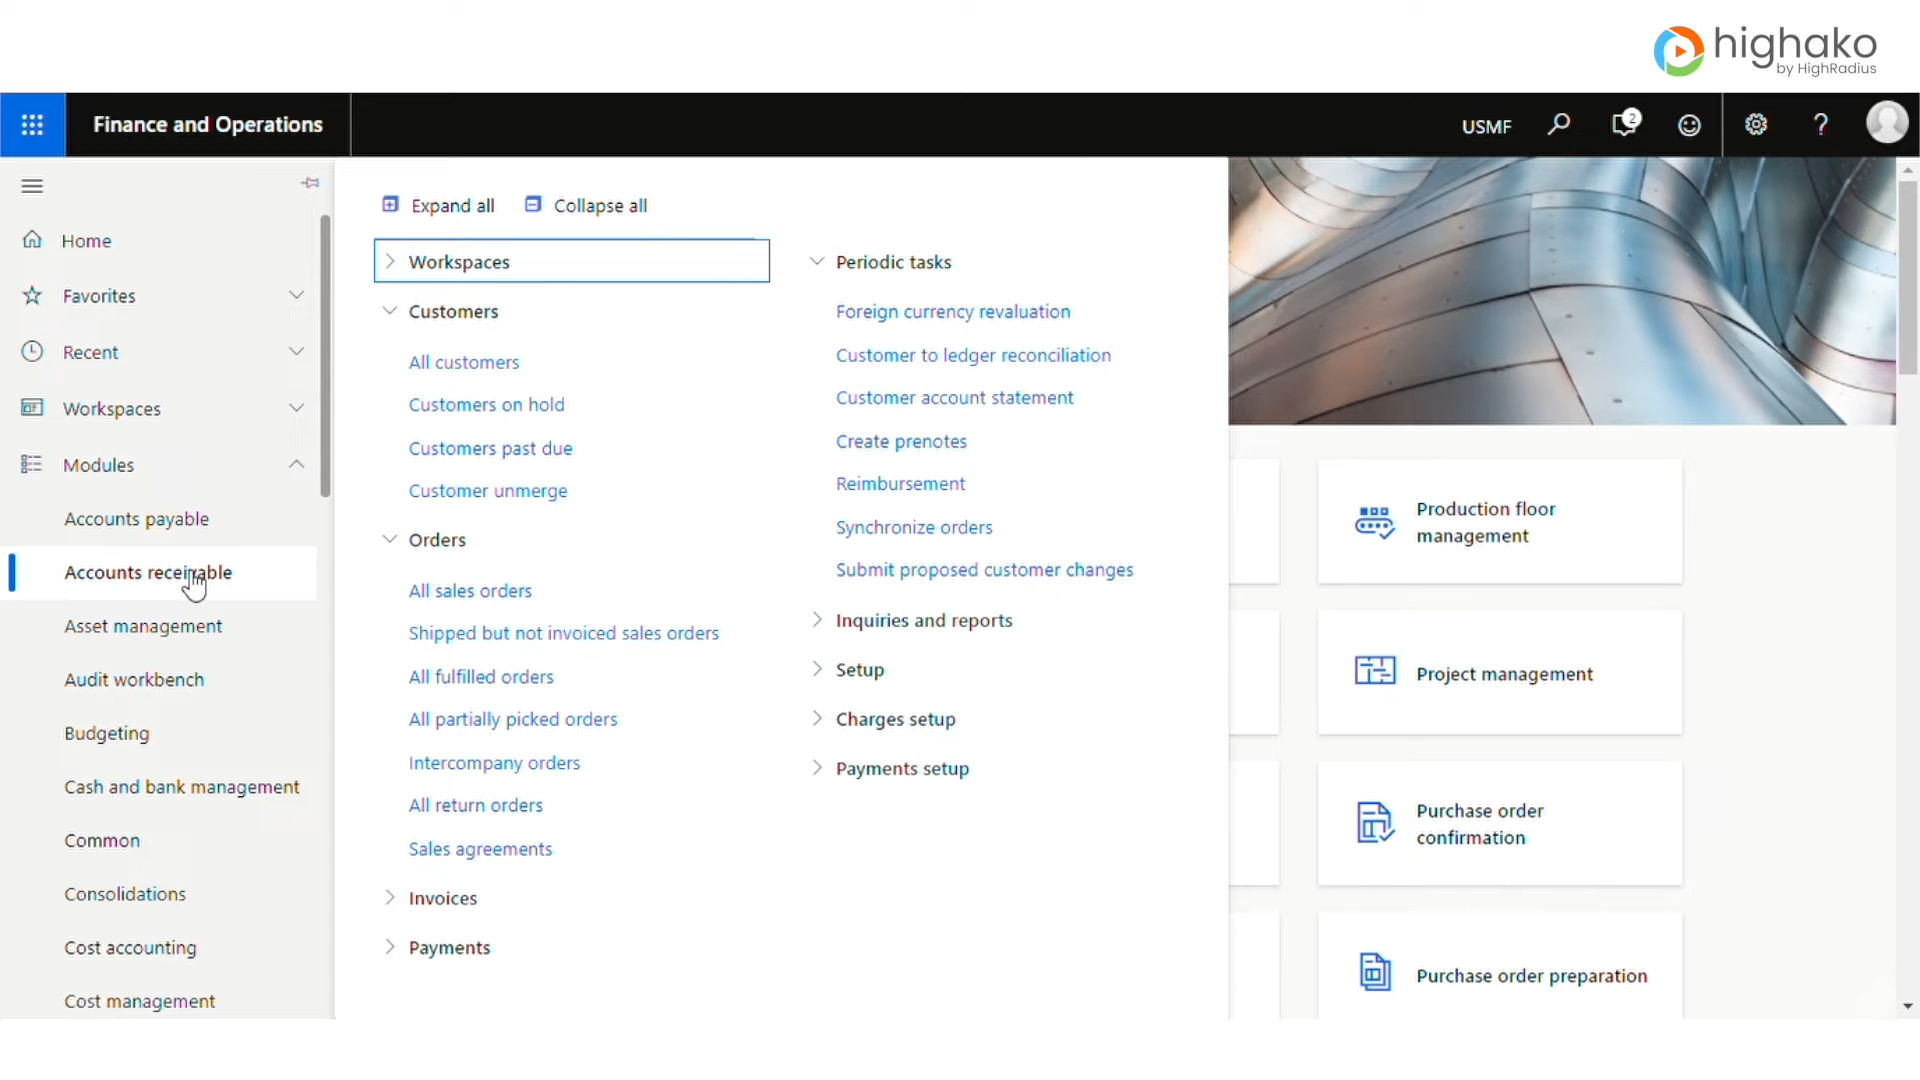 highako
by HighRadius
Finance and Operations
USMF
2
?
Home
Favorites
Recent
Workspaces
Modules
Accounts payable
Accounts receivable
Asset management
Audit workbench
Budgeting
Cash and bank management
Common
Consolidations
Cost accounting
Cost management
Expand all
Collapse all
Workspaces
Customers
All customers
Customers on hold
Customers past due
Customer unmerge
Orders
All sales orders
Shipped but not invoiced sales orders
All fulfilled orders
All partially picked orders
Intercompany orders
All return orders
Sales agreements
Invoices
Payments
Periodic tasks
Foreign currency revaluation
Customer to ledger reconciliation
Customer account statement
Create prenotes
Reimbursement
Synchronize orders
Submit proposed customer changes
Inquiries and reports
Setup
Charges setup
Payments setup
Production floor
management
Project management
Purchase order
confirmation
Purchase order preparation